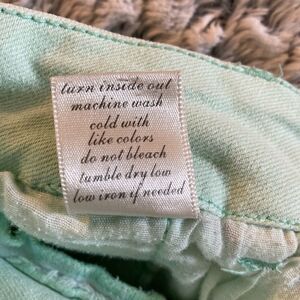 turn inside out
machine wash
cold with
like colors
do not bleach
tumble dry low
low iron if needed